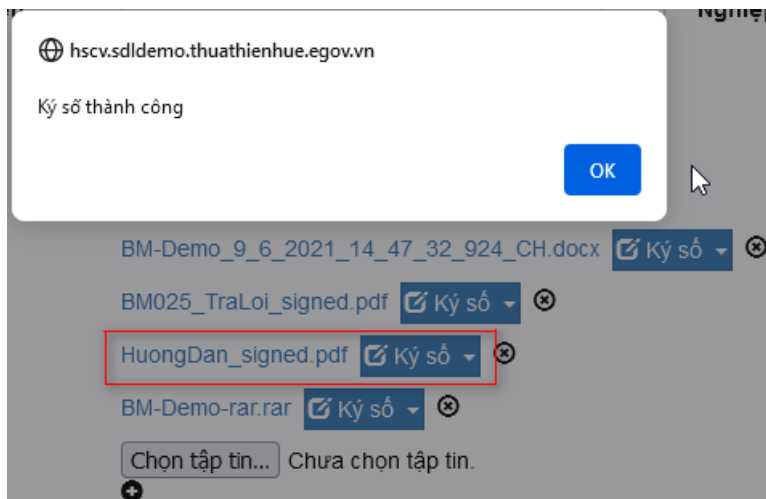 hscv.sdldemo.thuathienhue.egov.vn
Ký số thành công
OK
BM-Demo_9_6_2021_14_47_32_924_CH.docx Ký số
BM025_TraLoi_signed.pdf Ký số
HuongDan_signed.pdf Ký số
BM-Demo-rar.rar Ký số
Chọn tập tin... Chưa chọn tập tin.